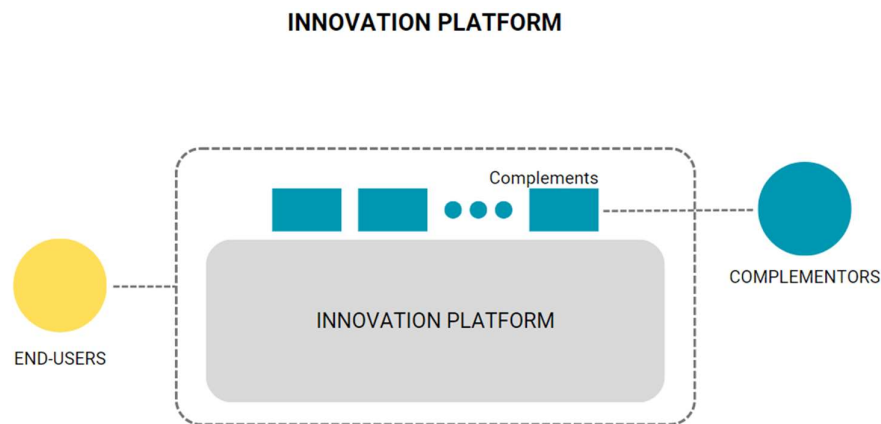 INNOVATION PLATFORM
Complements
COMPLEMENTORS
INNOVATION PLATFORM
END-USERS